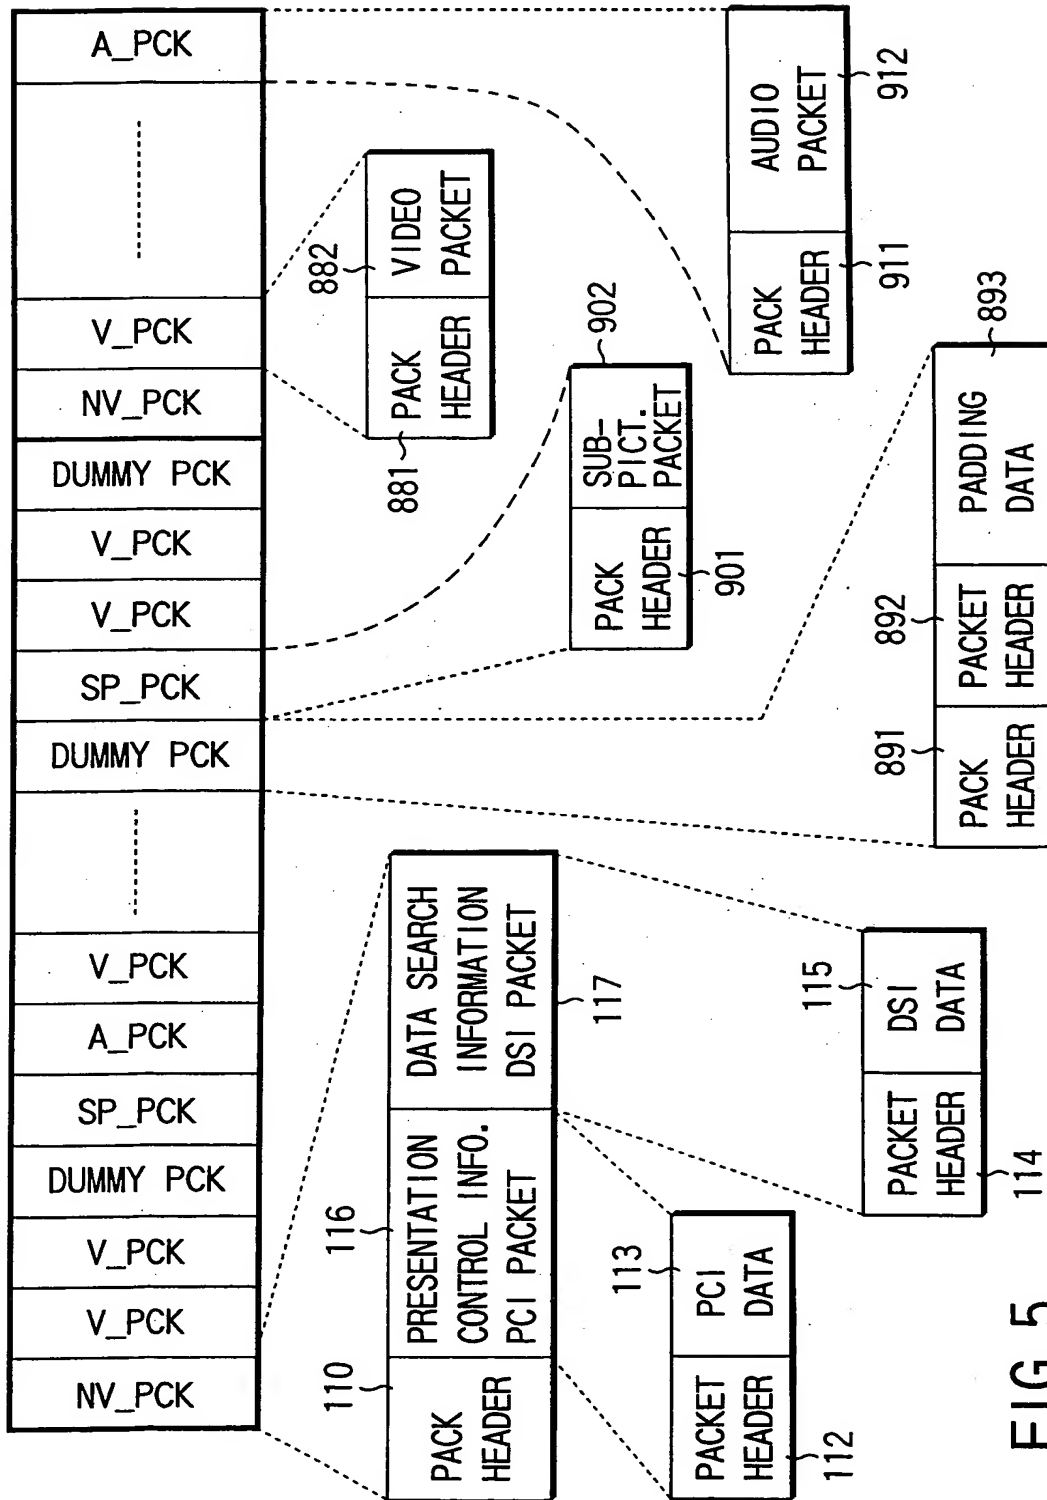 NV_PCK
V_PCK
V_PCK
DUMMY PCK
SP_PCK
A_PCK
V_PCK
DUMMY PCK
SP_PCK
V_PCK
V_PCK
DUMMY PCK
NV_PCK
V_PCK
A_PCK
110
PACK
HEADER
116
PRESENTATION
CONTROL INFO.
PCI PACKET
DATA SEARCH
INFORMATION
DSI PACKET
117
881
PACK
HEADER
882
VIDEO
PACKET
PACK
HEADER
901
SUB-
PICT.
PACKET
902
PACKET
HEADER
112
113
PCI
DATA
PACKET
HEADER
114
115
DSI
DATA
891
PACK
HEADER
892
PACKET
HEADER
PADDING
DATA
893
PACK
HEADER
911
AUDIO
PACKET
912
FIG. 5